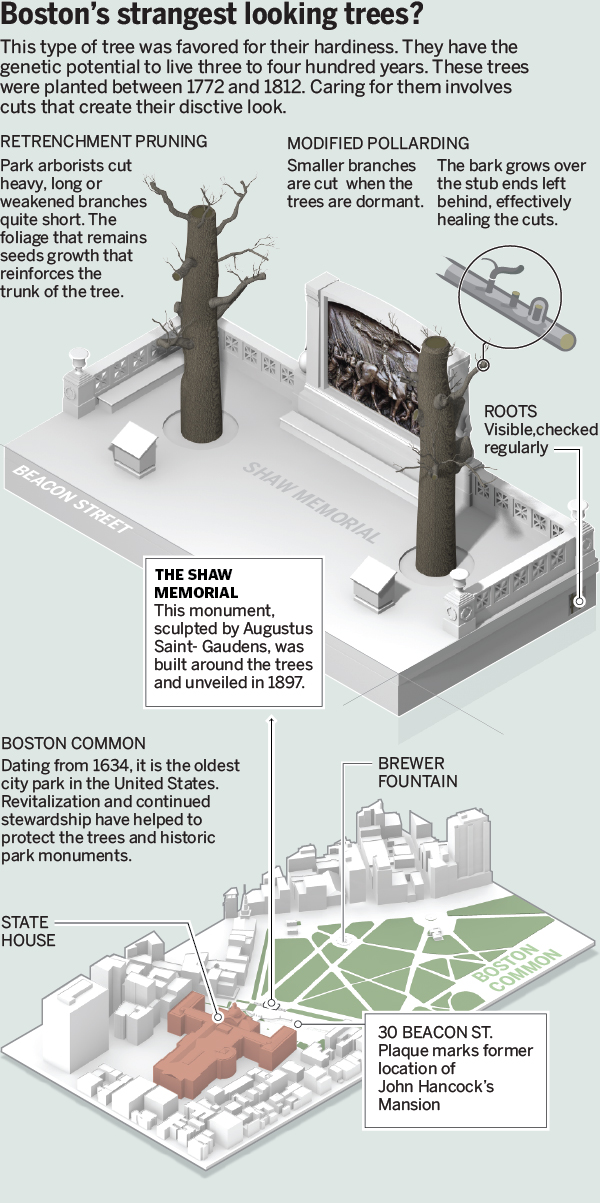 Boston's strangest looking trees?
This type of tree was favored for their hardiness. They have the
genetic potential to live three to four hundred years. These trees
were planted between 1772 and 1812. Caring for them involves
cuts that create their disctive look.
RETRENCHMENT PRUNING
Park arborists cut
heavy, long or
weakened branches
quite short. The
foliage that remains
seeds growth that
reinforces the
trunk of the tree.
MODIFIED POLLARDING
Smaller branches
are cut when the
trees are dormant.
The bark grows over
the stub ends left
behind, effectively
healing the cuts.
ROOTS
Visible,checked
regularly
BEACON STREET
SHAW MEMORIAL
THE SHAW
MEMORIAL
This monument,
sculpted by Augustus
Saint- Gaudens, was
built around the trees
and unveiled in 1897.
BOSTON COMMON
Dating from 1634, it is the oldest
city park in the United States.
Revitalization and continued
stewardship have helped to
protect the trees and historic
park monuments.
BREWER
FOUNTAIN
STATE
HOUSE
BOSTON
COMMON
30 BEACON ST.
Plaque marks former
location of
John Hancock's
Mansion